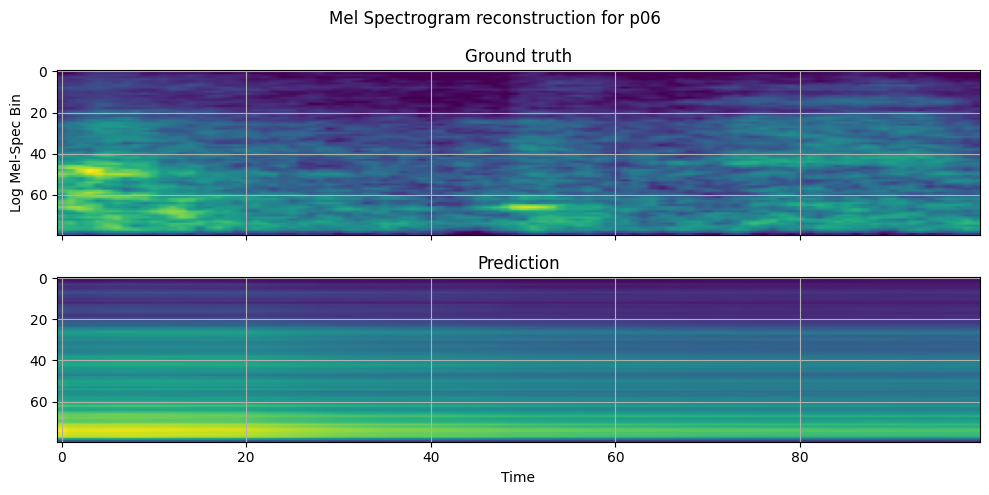 Mel Spectrogram reconstruction for p06
Ground truth
0
20
40
60
Log Mel-Spec Bin
Prediction
0
20
40
60
0 20 40 60 80
Time